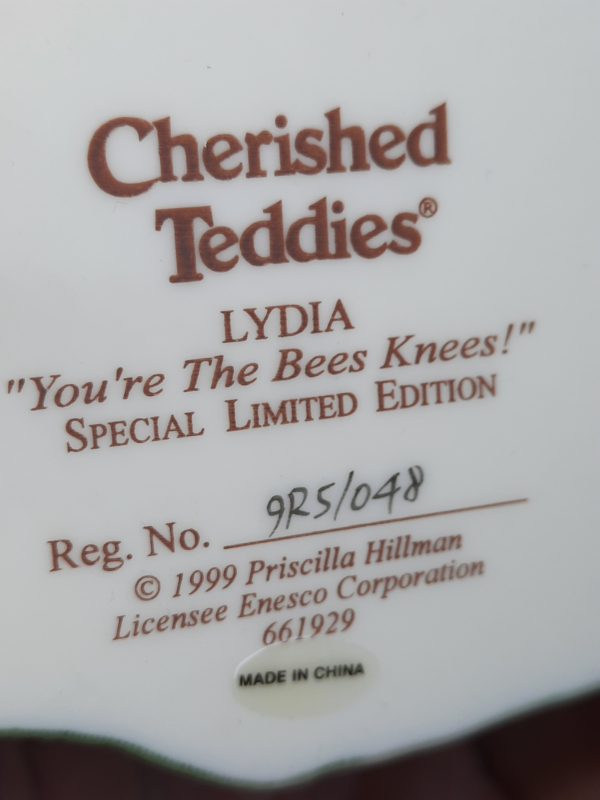 Cherished
Teddies®
LYDIA
"You're The Bees Knees!"
SPECIAL LIMITED EDITION
Reg. No. 9R5/048
© 1999 Priscilla Hillman
Licensee Enesco Corporation
661929
MADE IN CHINA